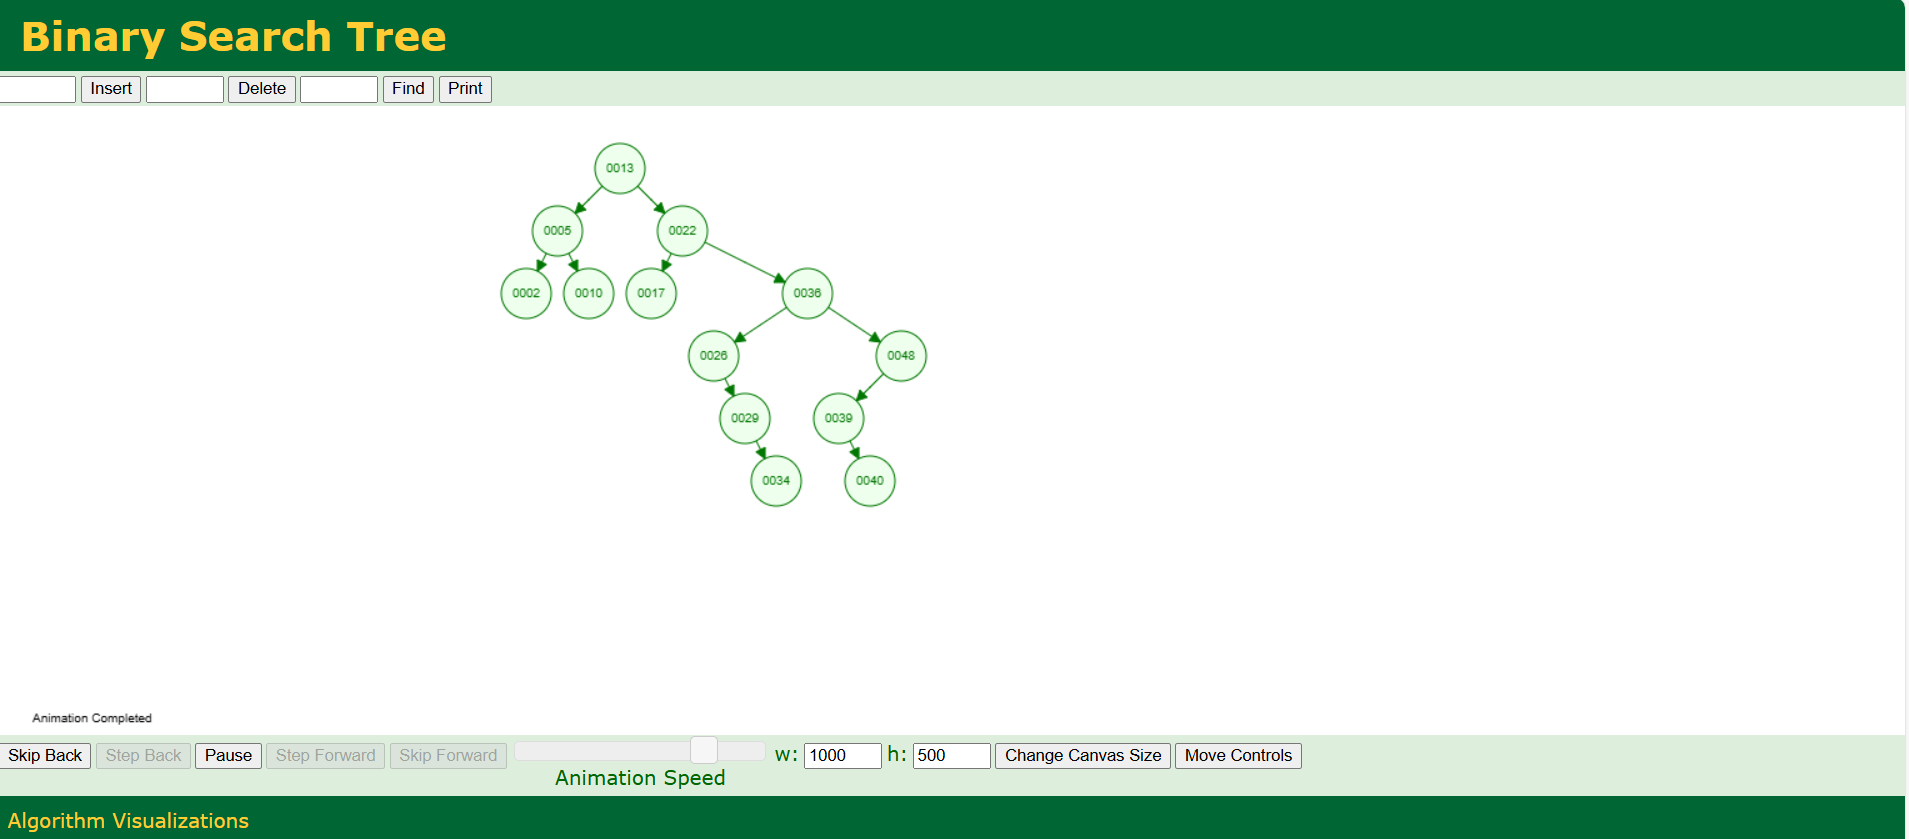 Binary Search Tree
Insert Delete Find Print
0013
0005 0022
0002 0010 0017 0036
0026 0048
0029 0039
0034 0040
Animation Completed
Skip Back Step Back Pause Step Forward Skip Forward w: 1000 h: 500 Change Canvas Size Move Controls
Animation Speed
Algorithm Visualizations